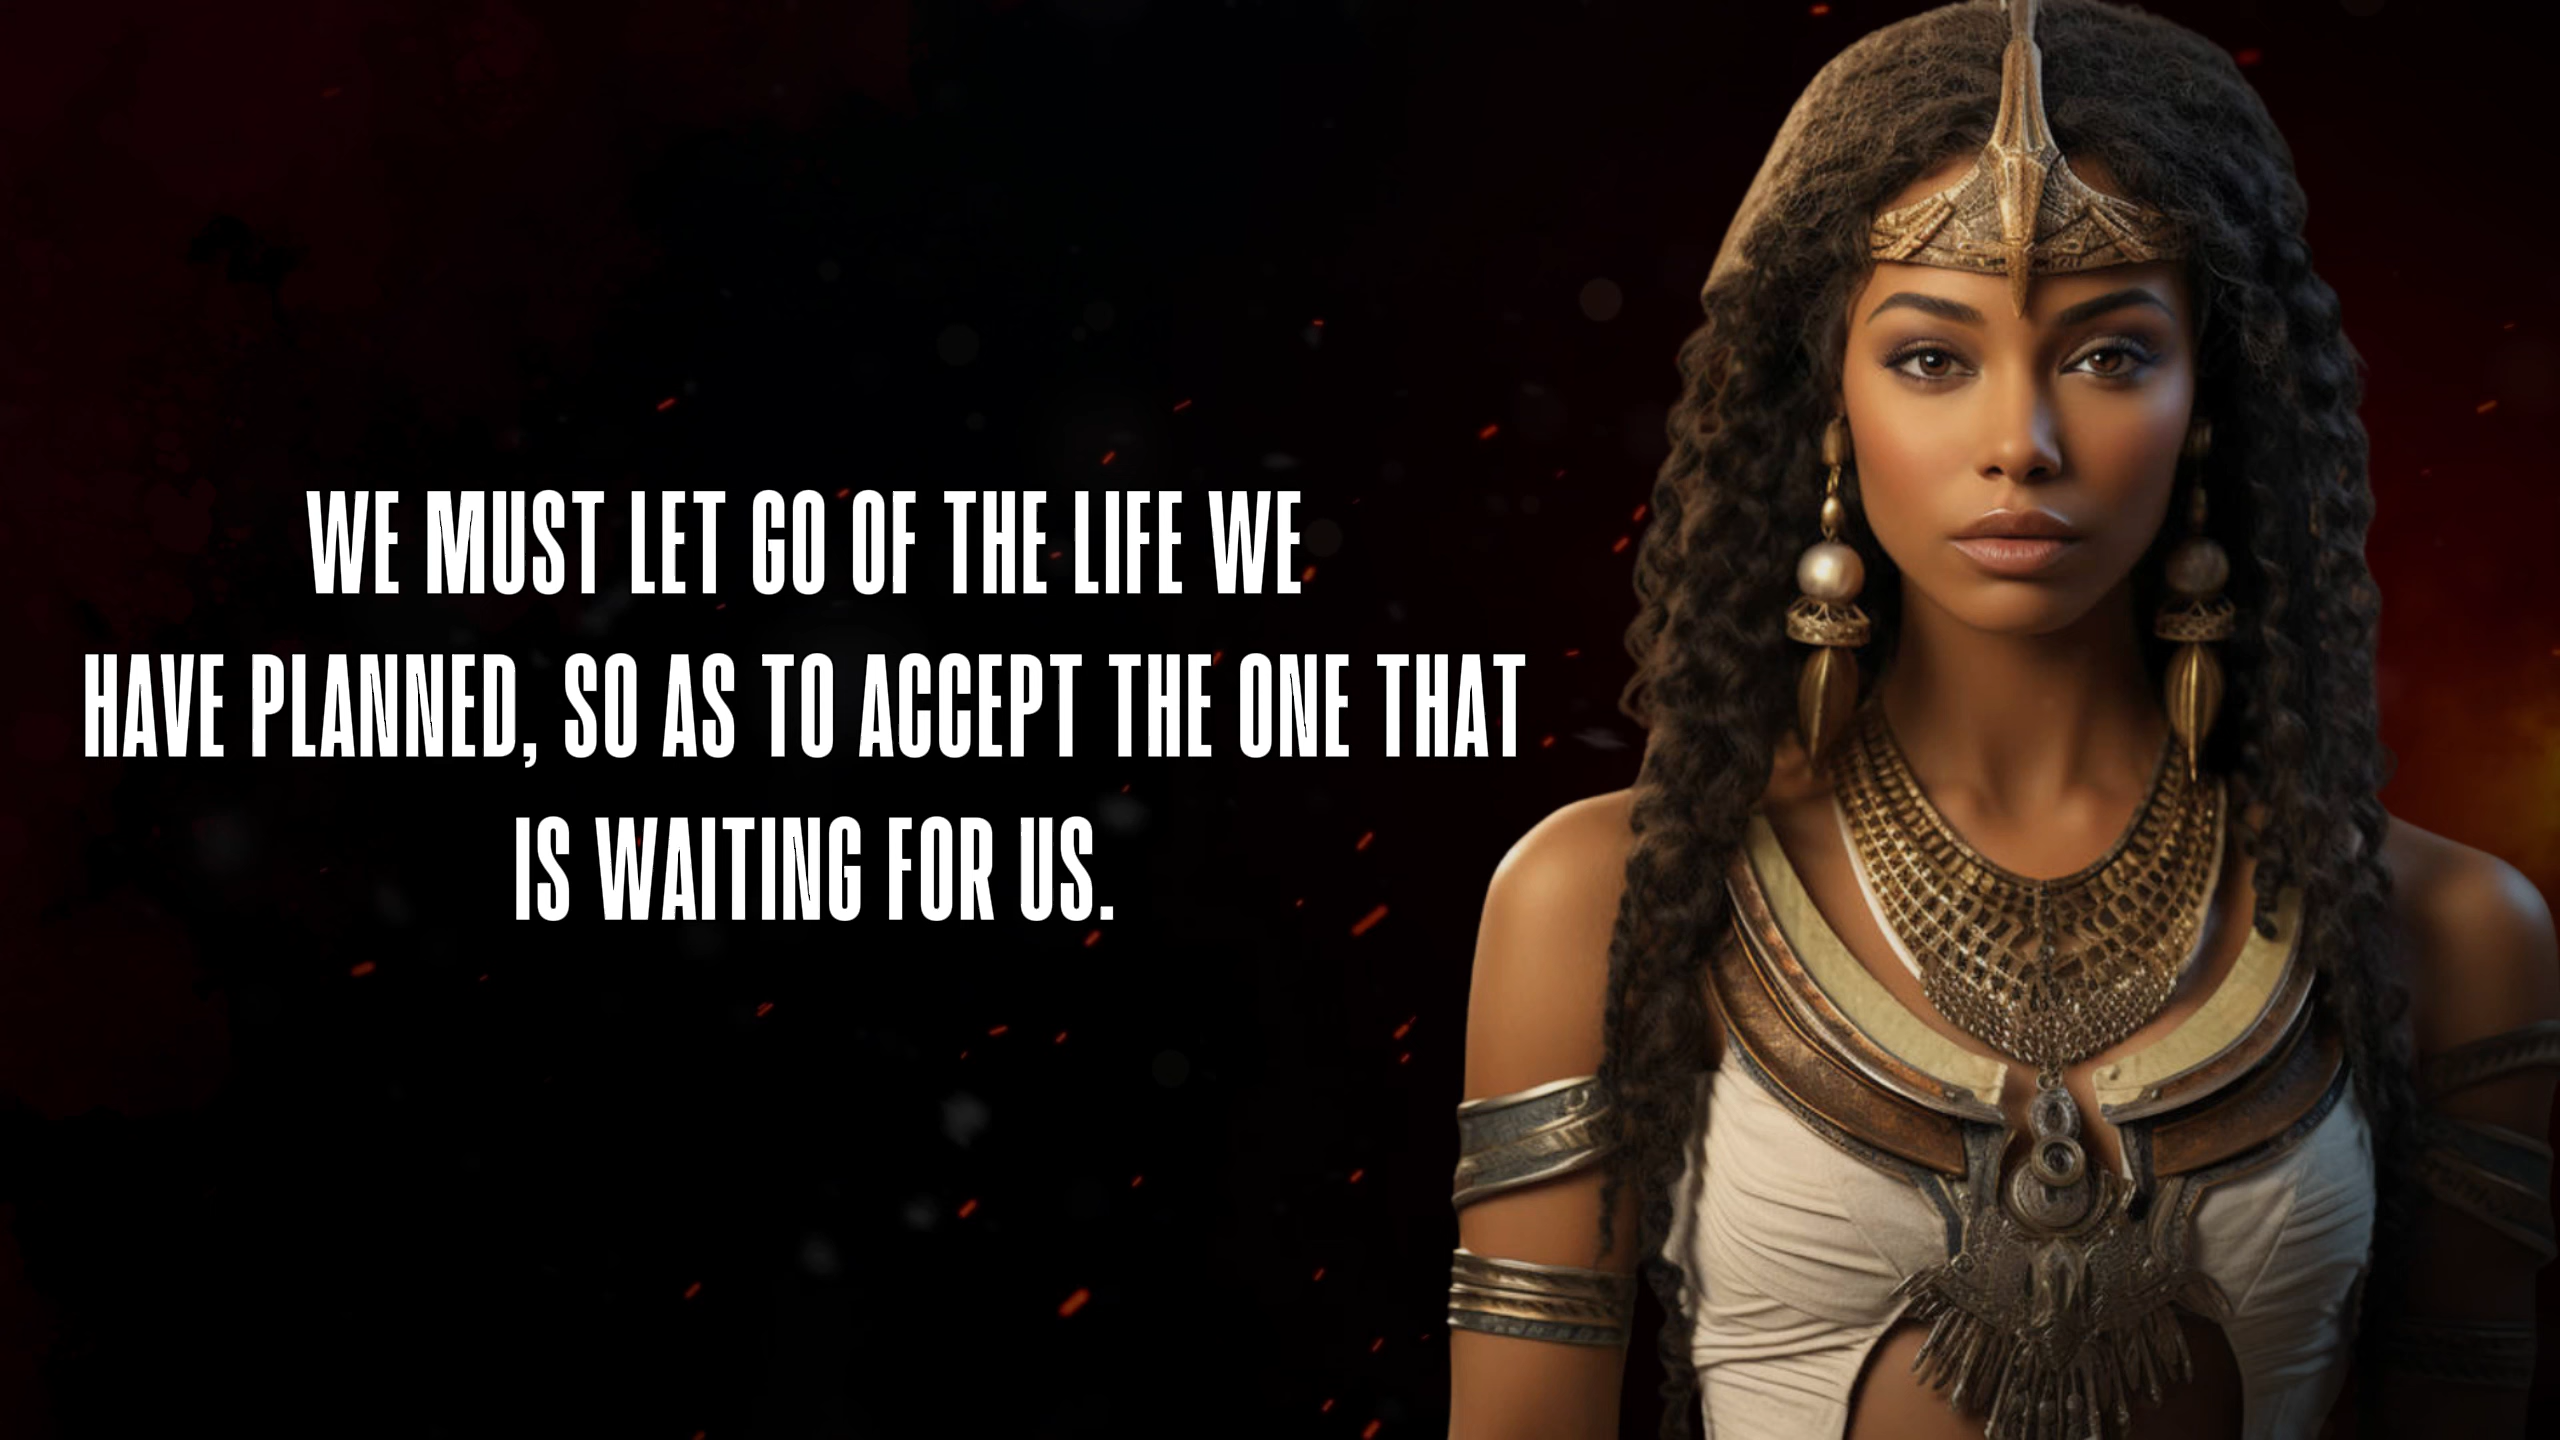 WE MUST LET GO OF THE LIFE WE
HAVE PLANNED, SO AS TO ACCEPT THE ONE THAT
IS WAITING FOR US.